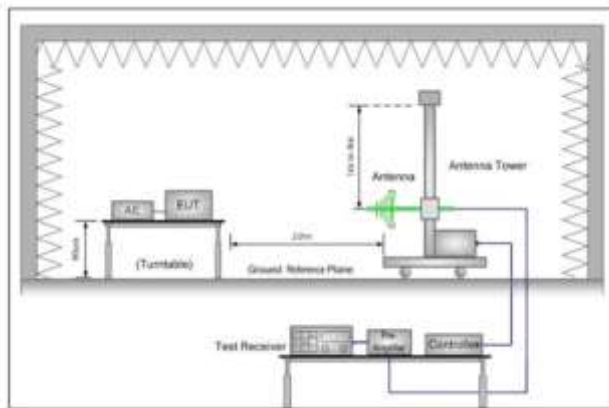 Antenna
Antenna Tower
AE
EUT
(Turntable)
Ground Reference Plane
Test Receiver
Controller